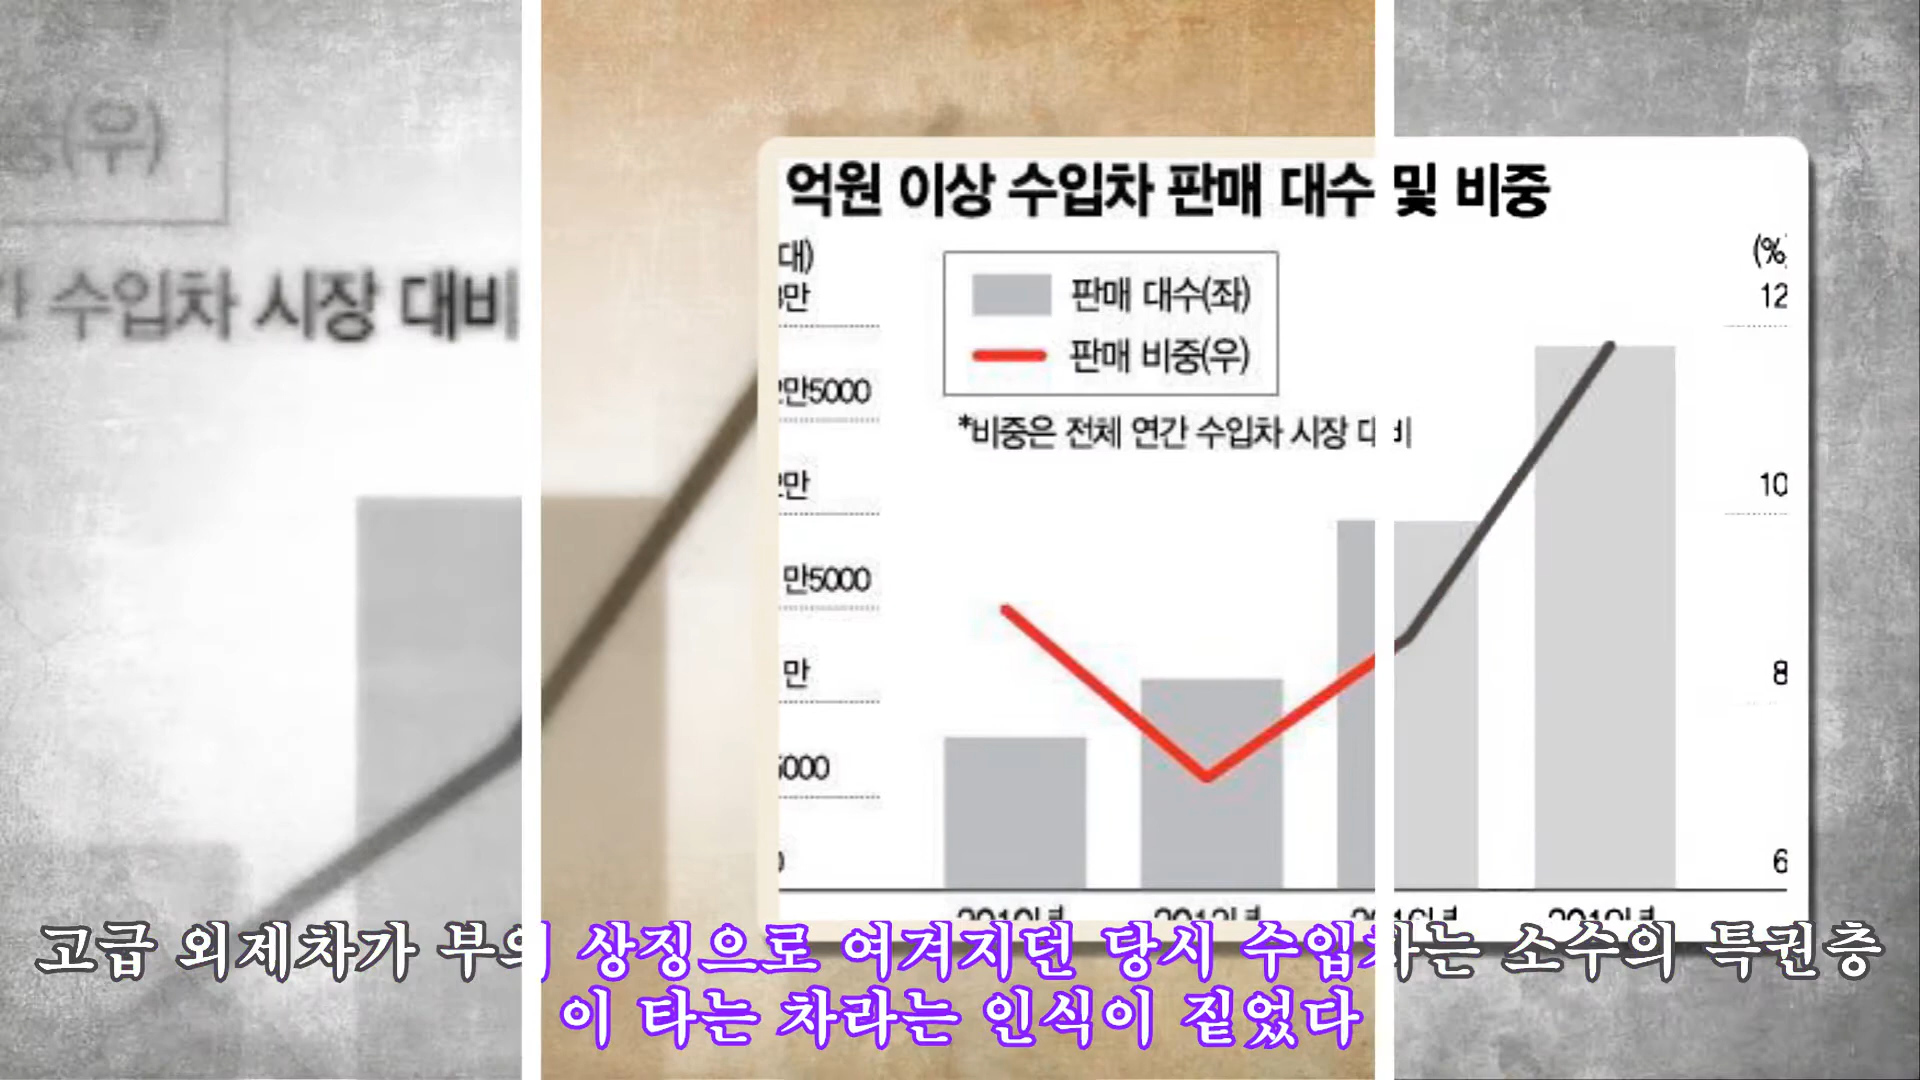 (우)
수입차 시장 대비
억원 이상 수입차 판매 대수 및 비중
대)
(%
만
12
판매 대수(좌)
판매 비중(우)
만5000
*비중은 전체 연간 수입차 시장 대비
만
10
만5000
만
8
5000
6
고급 외제차가 부의 상징으로 여겨지던 당시 수입차는 소수의 특권층
이 타는 차라는 인식이 짙었다